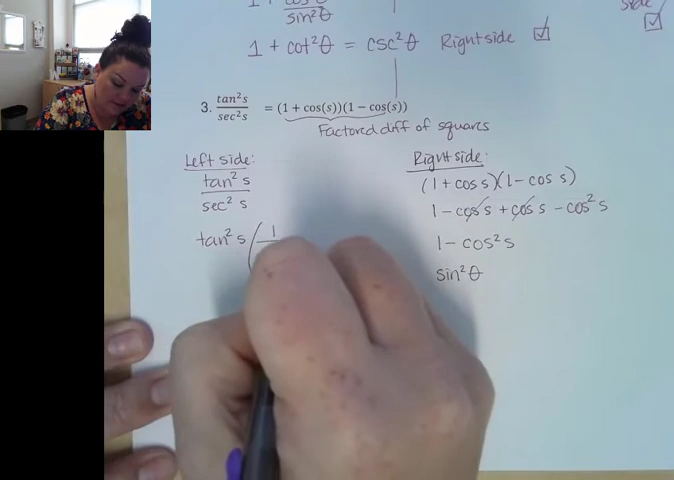 sin²θ
side
1 + cot²θ = csc²θ Right side ☑ ☑
3. tan²s / sec²s = (1 + cos(s))(1 − cos(s))
Factored diff of squares
Left side: Right side:
tan² s / sec² s (1 + cos s)(1 − cos s)
1 − cos s + cos s − cos² s
tan² s ( 1 1 − cos² s
sin²θ